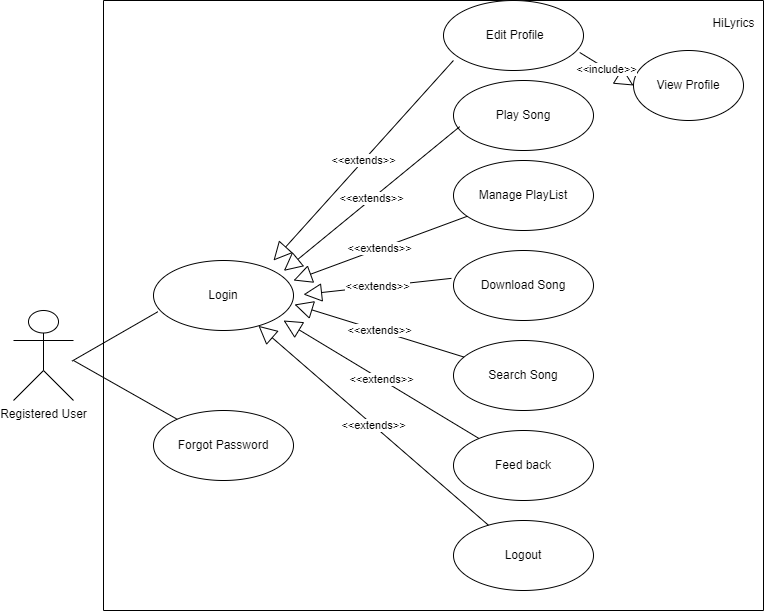 HiLyrics
Edit Profile
<<include>>
View Profile
Play Song
<<extends>>
Manage PlayList
<<extends>>
<<extends>>
Login
Download Song
<<extends>>
Search Song
<<extends>>
Registered User
<<extends>>
Forgot Password
Feed back
<<extends>>
Logout